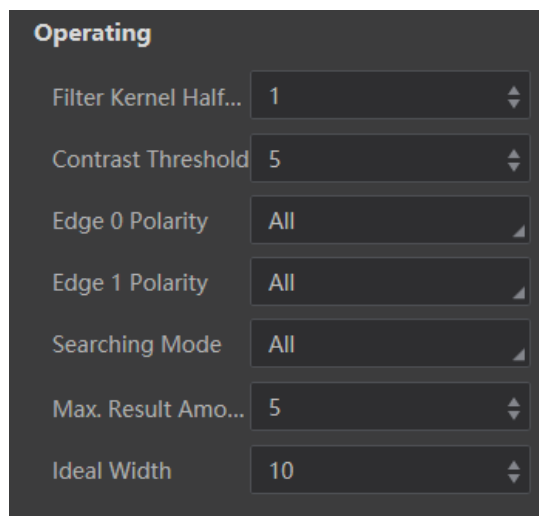 Operating
Filter Kernel Half... 1
Contrast Threshold 5
Edge 0 Polarity All
Edge 1 Polarity All
Searching Mode All
Max. Result Amo... 5
Ideal Width 10